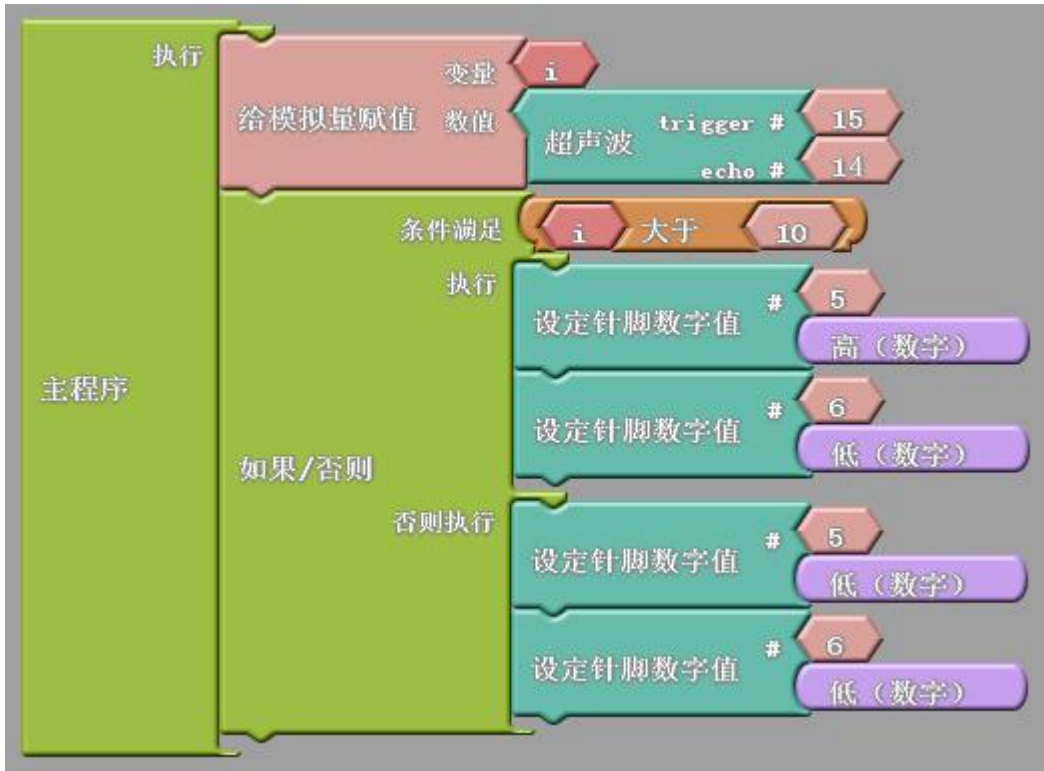 执行
变量 i
给模拟量赋值 数值
超声波 trigger # 15
echo # 14
条件满足 i 大于 10
执行
设定针脚数字值 # 5
高（数字）
主程序
设定针脚数字值 # 6
低（数字）
如果/否则
否则执行
设定针脚数字值 # 5
低（数字）
设定针脚数字值 # 6
低（数字）